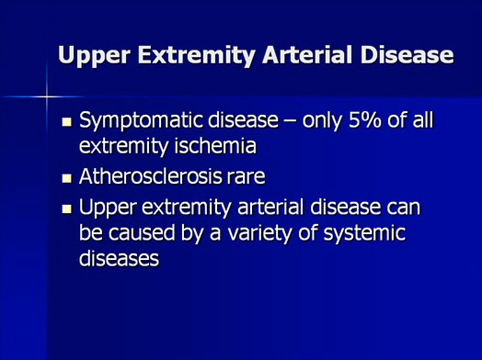 Upper Extremity Arterial Disease
Symptomatic disease – only 5% of all
extremity ischemia
Atherosclerosis rare
Upper extremity arterial disease can
be caused by a variety of systemic
diseases